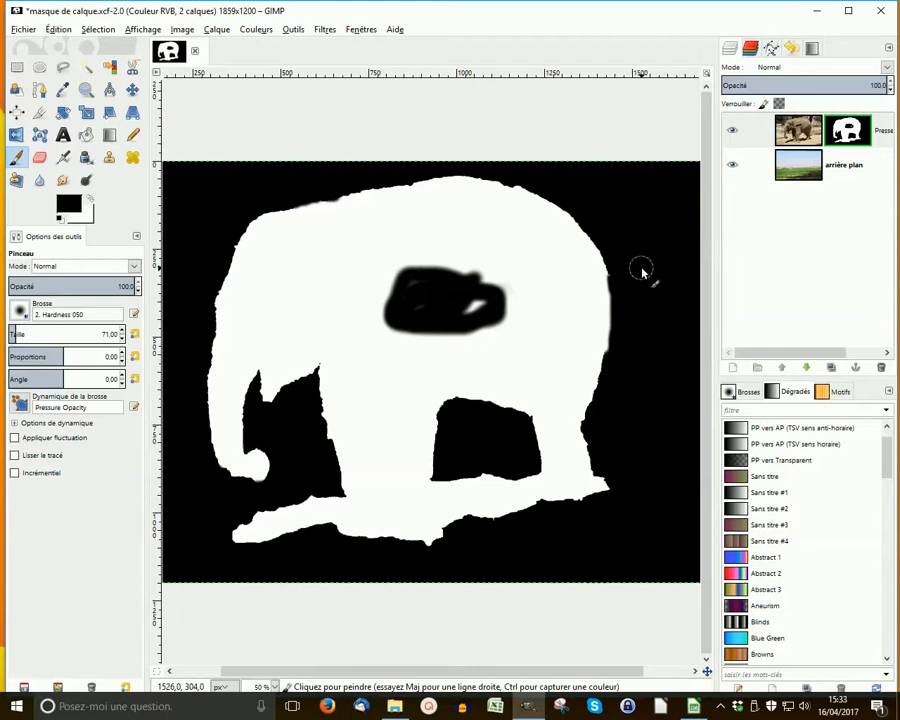 *masque de calque.xcf-2.0 (Couleur RVB, 2 calques) 1859x1200 – GIMP
Fichier Édition Sélection Affichage Image Calque Couleurs Outils Filtres Fenêtres Aide
250 500 750 1000 1250 1500
Mode : Normal
Opacité 100,0
Verrouiller :
Presse
arrière plan
Options des outils
Pinceau
Mode : Normal
Opacité 100,0
Brosse
2. Hardness 050
Taille 71,00
Proportions 0,00
Angle 0,00
Dynamique de la brosse
Pressure Opacity
Options de dynamique
Appliquer fluctuation
Lisser le tracé
Incrémentiel
Brosses Dégradés Motifs
filtre
PP vers AP (TSV sens anti-horaire)
PP vers AP (TSV sens horaire)
PP vers Transparent
Sans titre
Sans titre #1
Sans titre #2
Sans titre #3
Sans titre #4
Abstract 1
Abstract 2
Abstract 3
Aneurism
Blinds
Blue Green
Browns
saisir les mots-clés
1526,0, 304,0 px 50 % Cliquez pour peindre (essayez Maj pour une ligne droite, Ctrl pour capturer une couleur)
Posez-moi une question.
15:33
16/04/2017